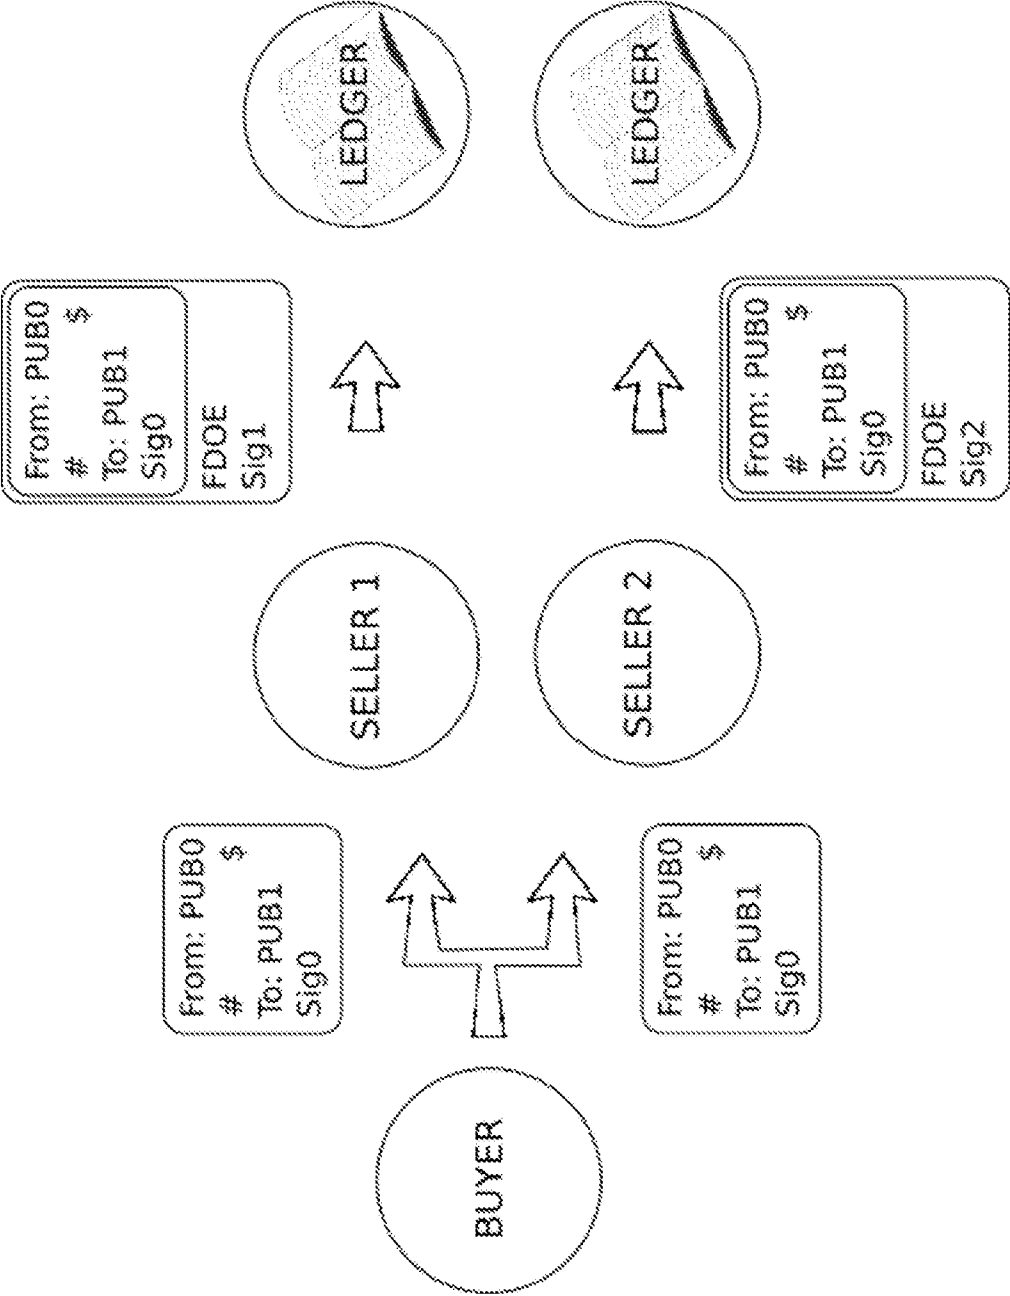 BUYER
From: PUB0
# $
To: PUB1
Sig0
From: PUB0
# $
To: PUB1
Sig0
SELLER 1
SELLER 2
From: PUB0
# $
To: PUB1
Sig0
FDOE
Sig1
From: PUB0
# $
To: PUB1
Sig0
FDOE
Sig2
LEDGER
LEDGER